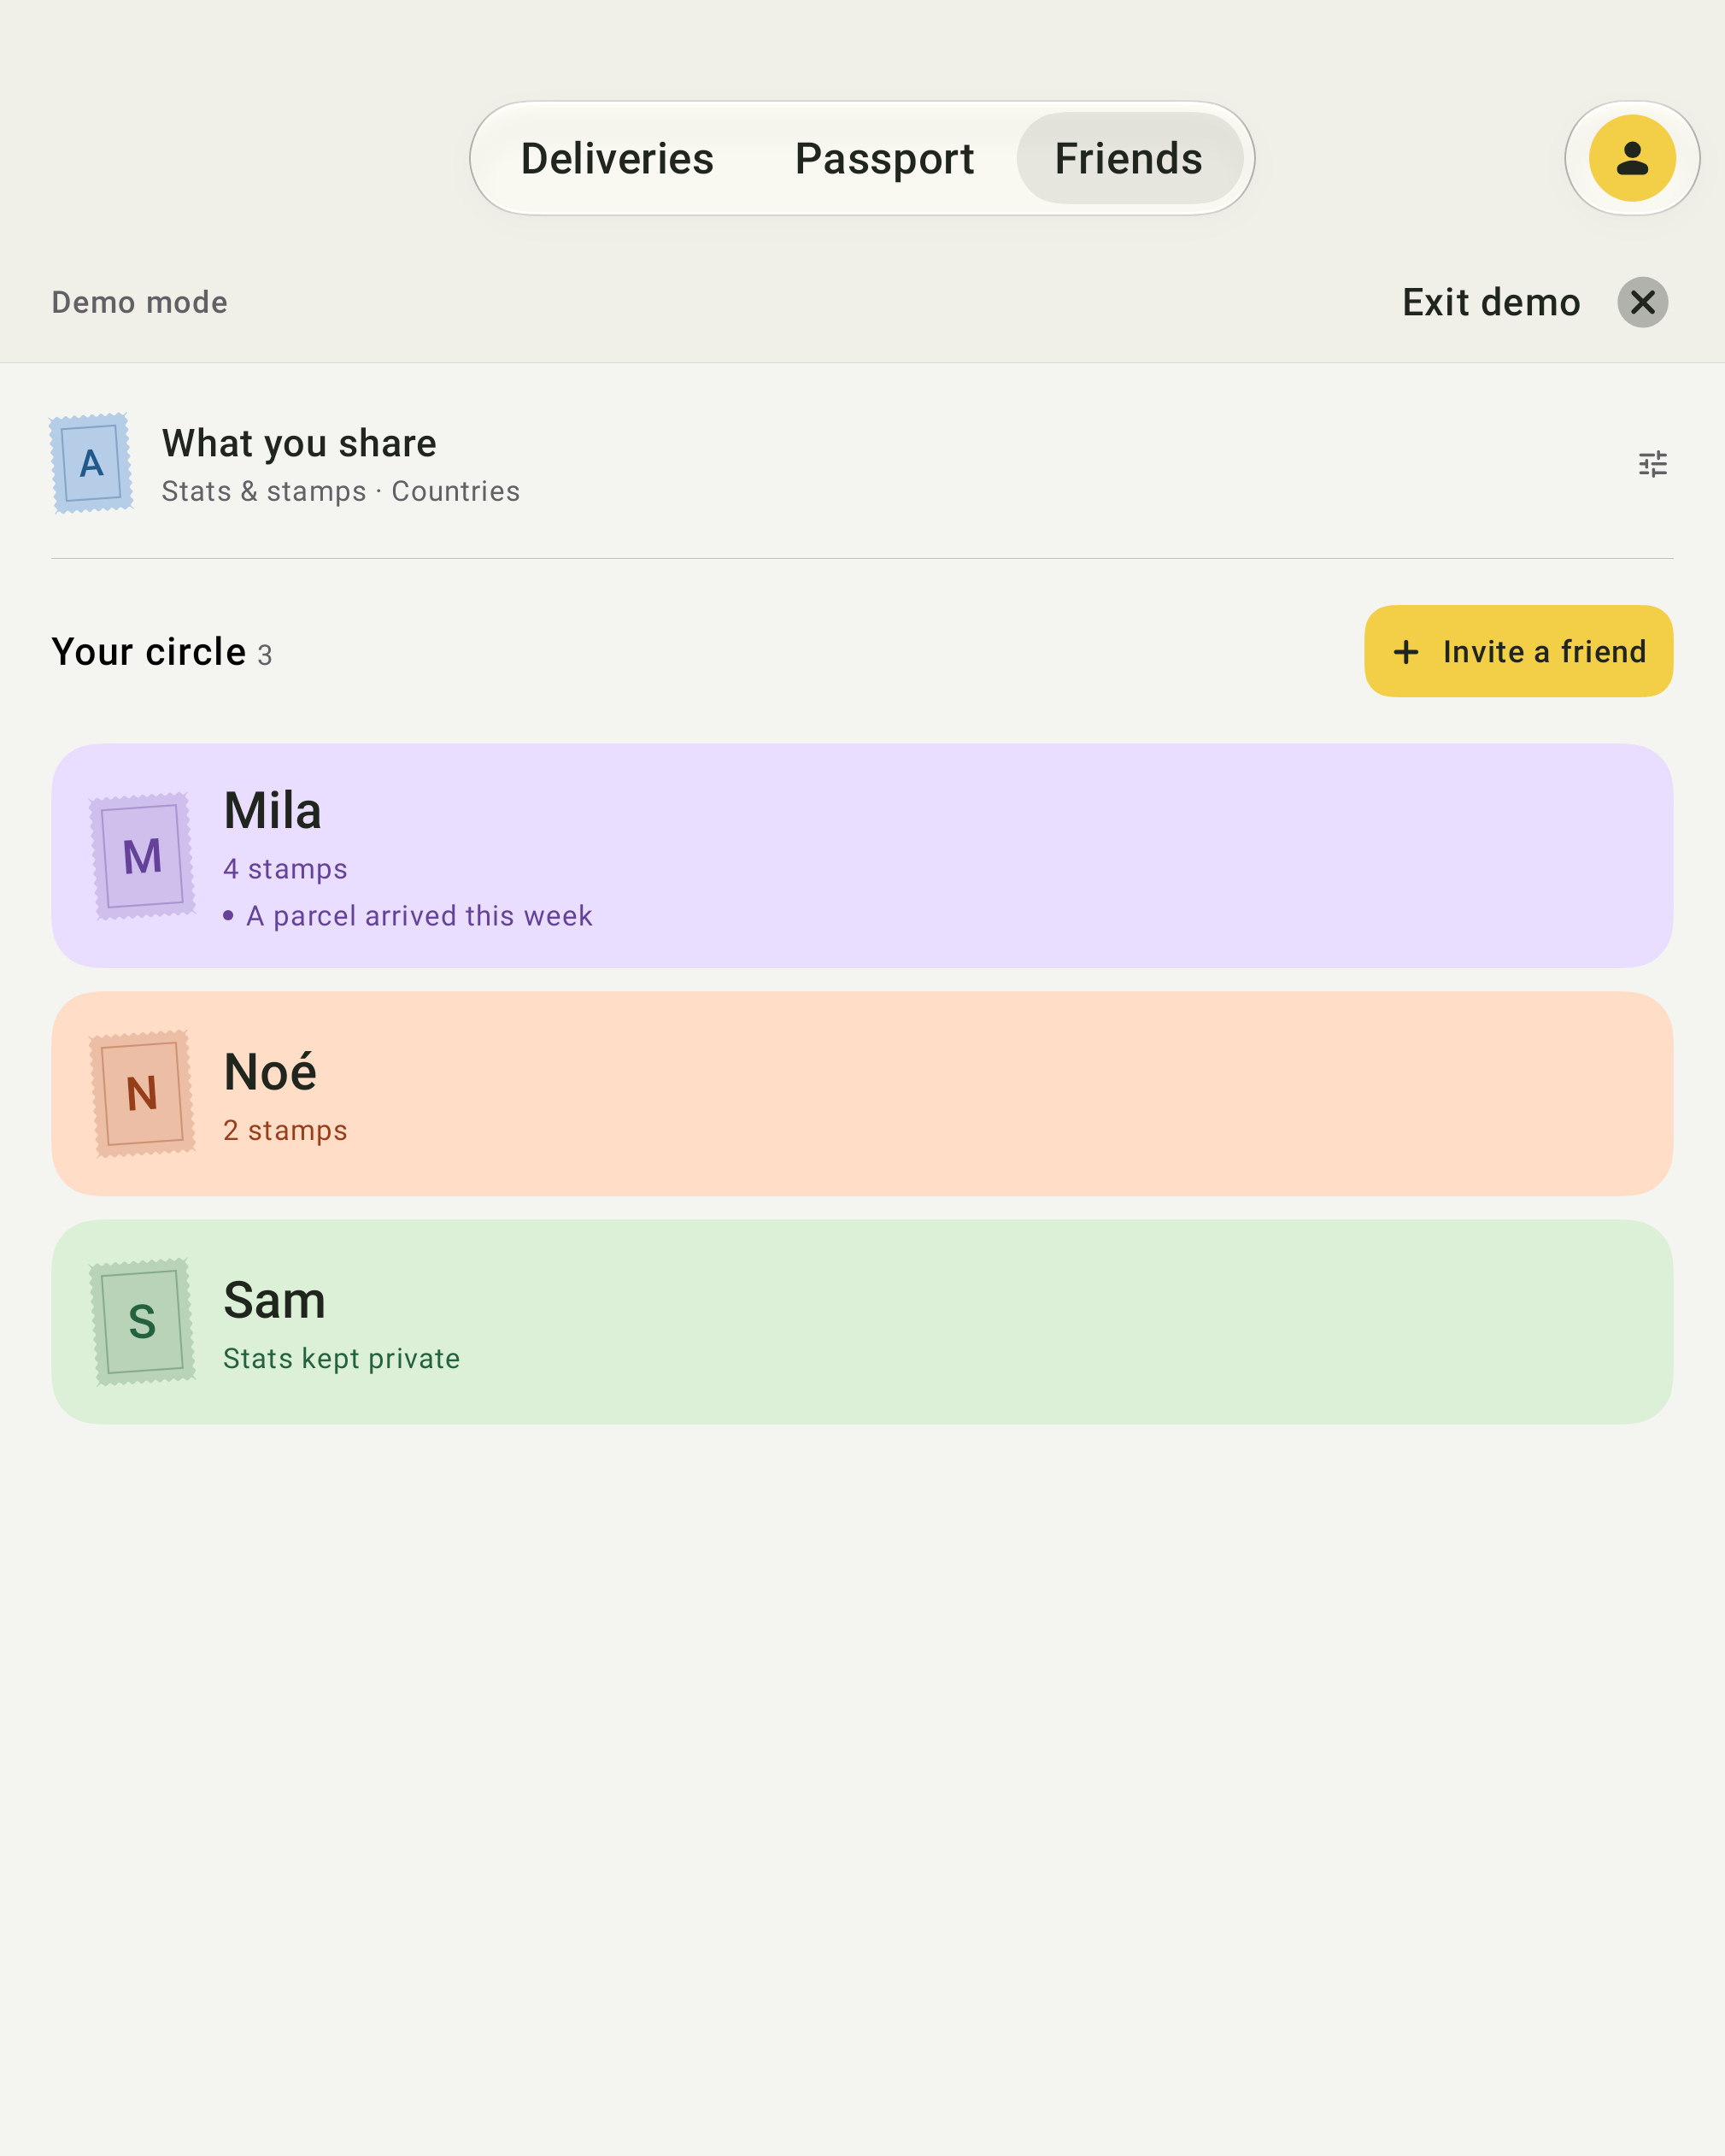 Deliveries Passport Friends
Demo mode Exit demo
A What you share
Stats & stamps · Countries
Your circle 3 + Invite a friend
M Mila
4 stamps
• A parcel arrived this week
N Noé
2 stamps
S Sam
Stats kept private